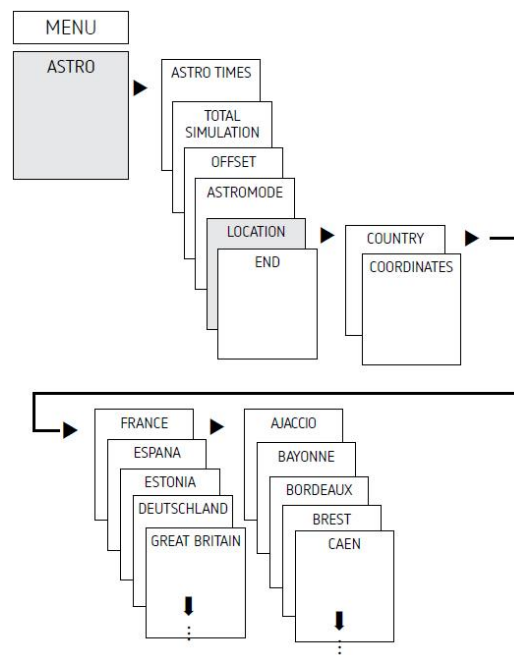 MENU
ASTRO
ASTRO TIMES
TOTAL
SIMULATION
OFFSET
ASTROMODE
LOCATION
END
COUNTRY
COORDINATES
FRANCE
ESPANA
ESTONIA
DEUTSCHLAND
GREAT BRITAIN
AJACCIO
BAYONNE
BORDEAUX
BREST
CAEN